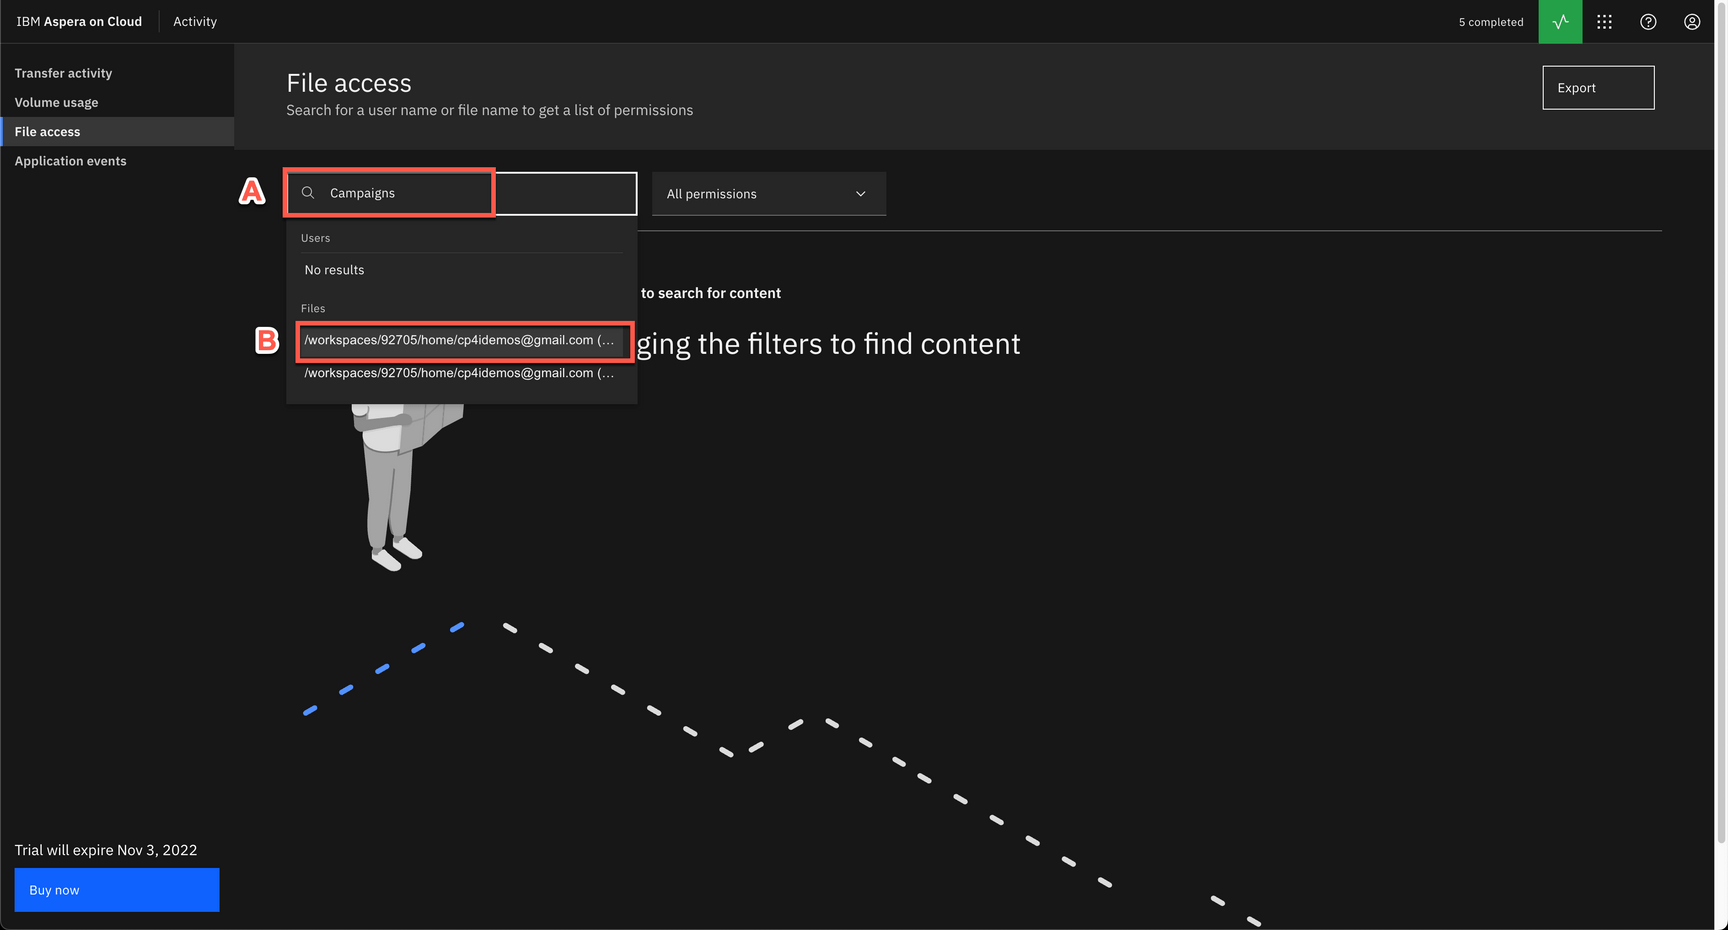 IBM Aspera on Cloud
Activity
5 completed
Transfer activity
Volume usage
File access
Application events
File access
Search for a user name or file name to get a list of permissions
Export
A
Campaigns
All permissions
Users
No results
to search for content
Files
B
/workspaces/92705/home/cp4idemos@gmail.com (...
ging the filters to find content
/workspaces/92705/home/cp4idemos@gmail.com (...
Trial will expire Nov 3, 2022
Buy now